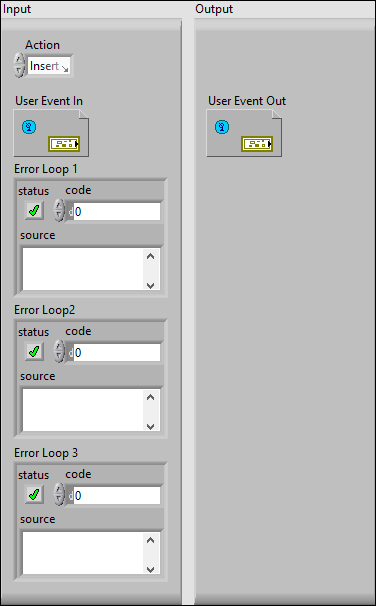 Input
Output
Action
Insert
User Event In
User Event Out
Error Loop 1
status
code
0
source
Error Loop2
status
code
0
source
Error Loop 3
status
code
0
source